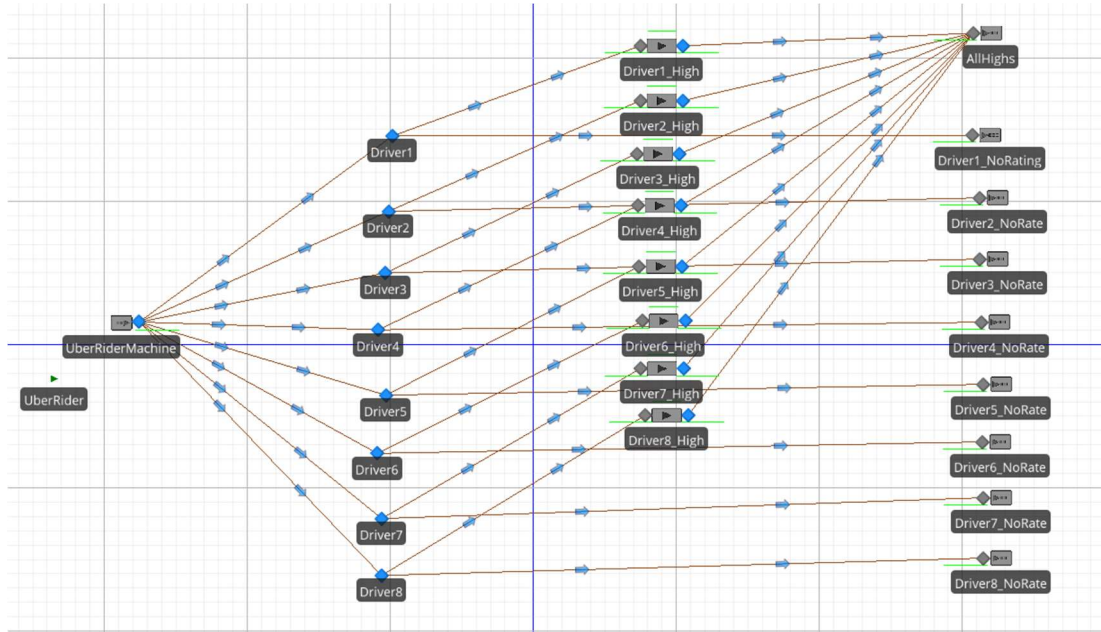 AllHighs
Driver1_High
Driver2_High
Driver1
Driver1_NoRating
Driver3_High
Driver2
Driver4_High
Driver2_NoRate
Driver3
Driver5_High
Driver3_NoRate
UberRiderMachine
Driver4
Driver6_High
Driver4_NoRate
UberRider
Driver7_High
Driver5
Driver5_NoRate
Driver8_High
Driver6
Driver6_NoRate
Driver7
Driver7_NoRate
Driver8
Driver8_NoRate